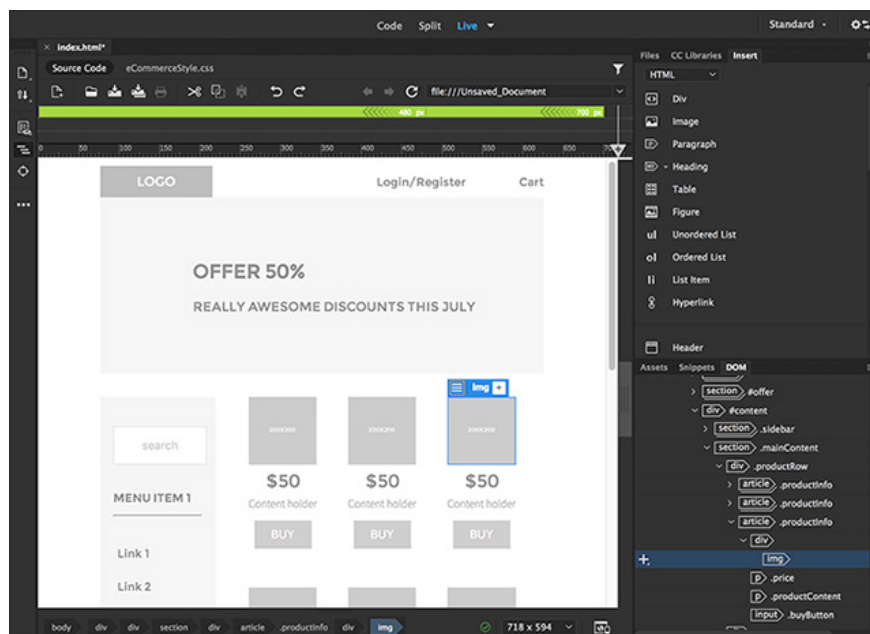 Code Split Live Standard
index.html*
Files CC Libraries Insert
Source Code eCommerceStyle.css
HTML
file:///Unsaved_Document
Div
480 px 700 px
Image
Paragraph
0 50 100 150 200 250 300 350 400 450 500 550 600 650
Heading
LOGO Login/Register Cart
Table
Figure
OFFER 50%
REALLY AWESOME DISCOUNTS THIS JULY
ul Unordered List
ol Ordered List
li List Item
Hyperlink
Header
Assets Snippets DOM
section #offer
div #content
section .sidebar
section .mainContent
div .productRow
article .productInfo
article .productInfo
article .productInfo
div
img
p .price
p .productContent
input .buyButton
Img
search
200X200 200X200 200X200
$50 $50 $50
Content holder Content holder Content holder
MENU ITEM 1
BUY BUY BUY
Link 1
Link 2
body div div section div article .productInfo div img 718 x 594